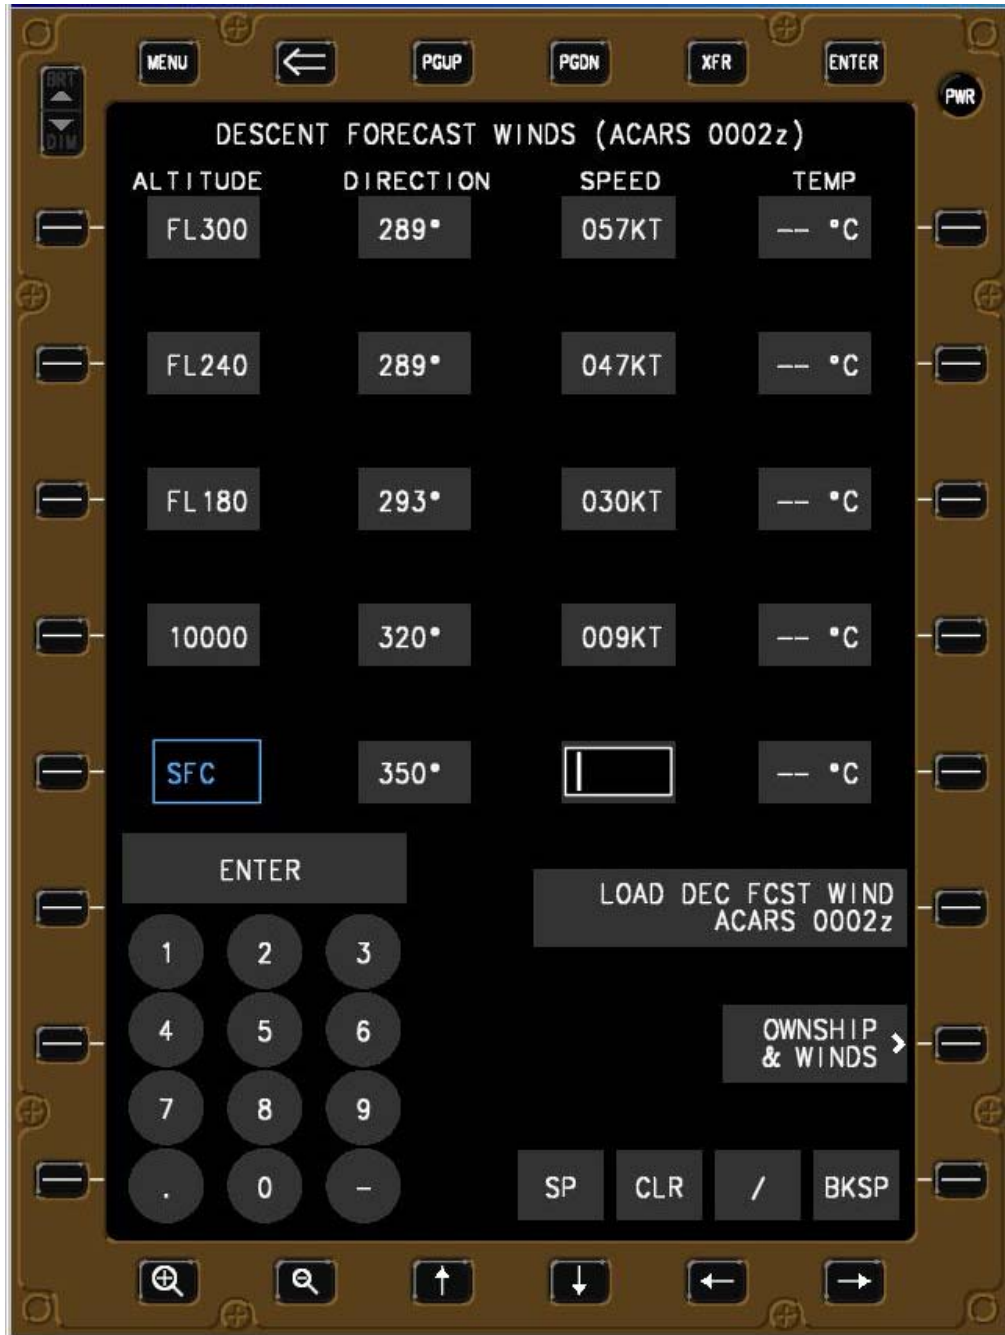 MENU PGUP PGDN XFR ENTER
BRT
PWR
DIM
DESCENT FORECAST WINDS (ACARS 0002z)
ALTITUDE DIRECTION SPEED TEMP
FL300 289° 057KT -- °C
FL240 289° 047KT -- °C
FL180 293° 030KT -- °C
10000 320° 009KT -- °C
SFC 350° -- °C
ENTER
LOAD DEC FCST WIND
ACARS 0002z
1 2 3
4 5 6
OWNSHIP
& WINDS
7 8 9
. 0 -
SP CLR / BKSP